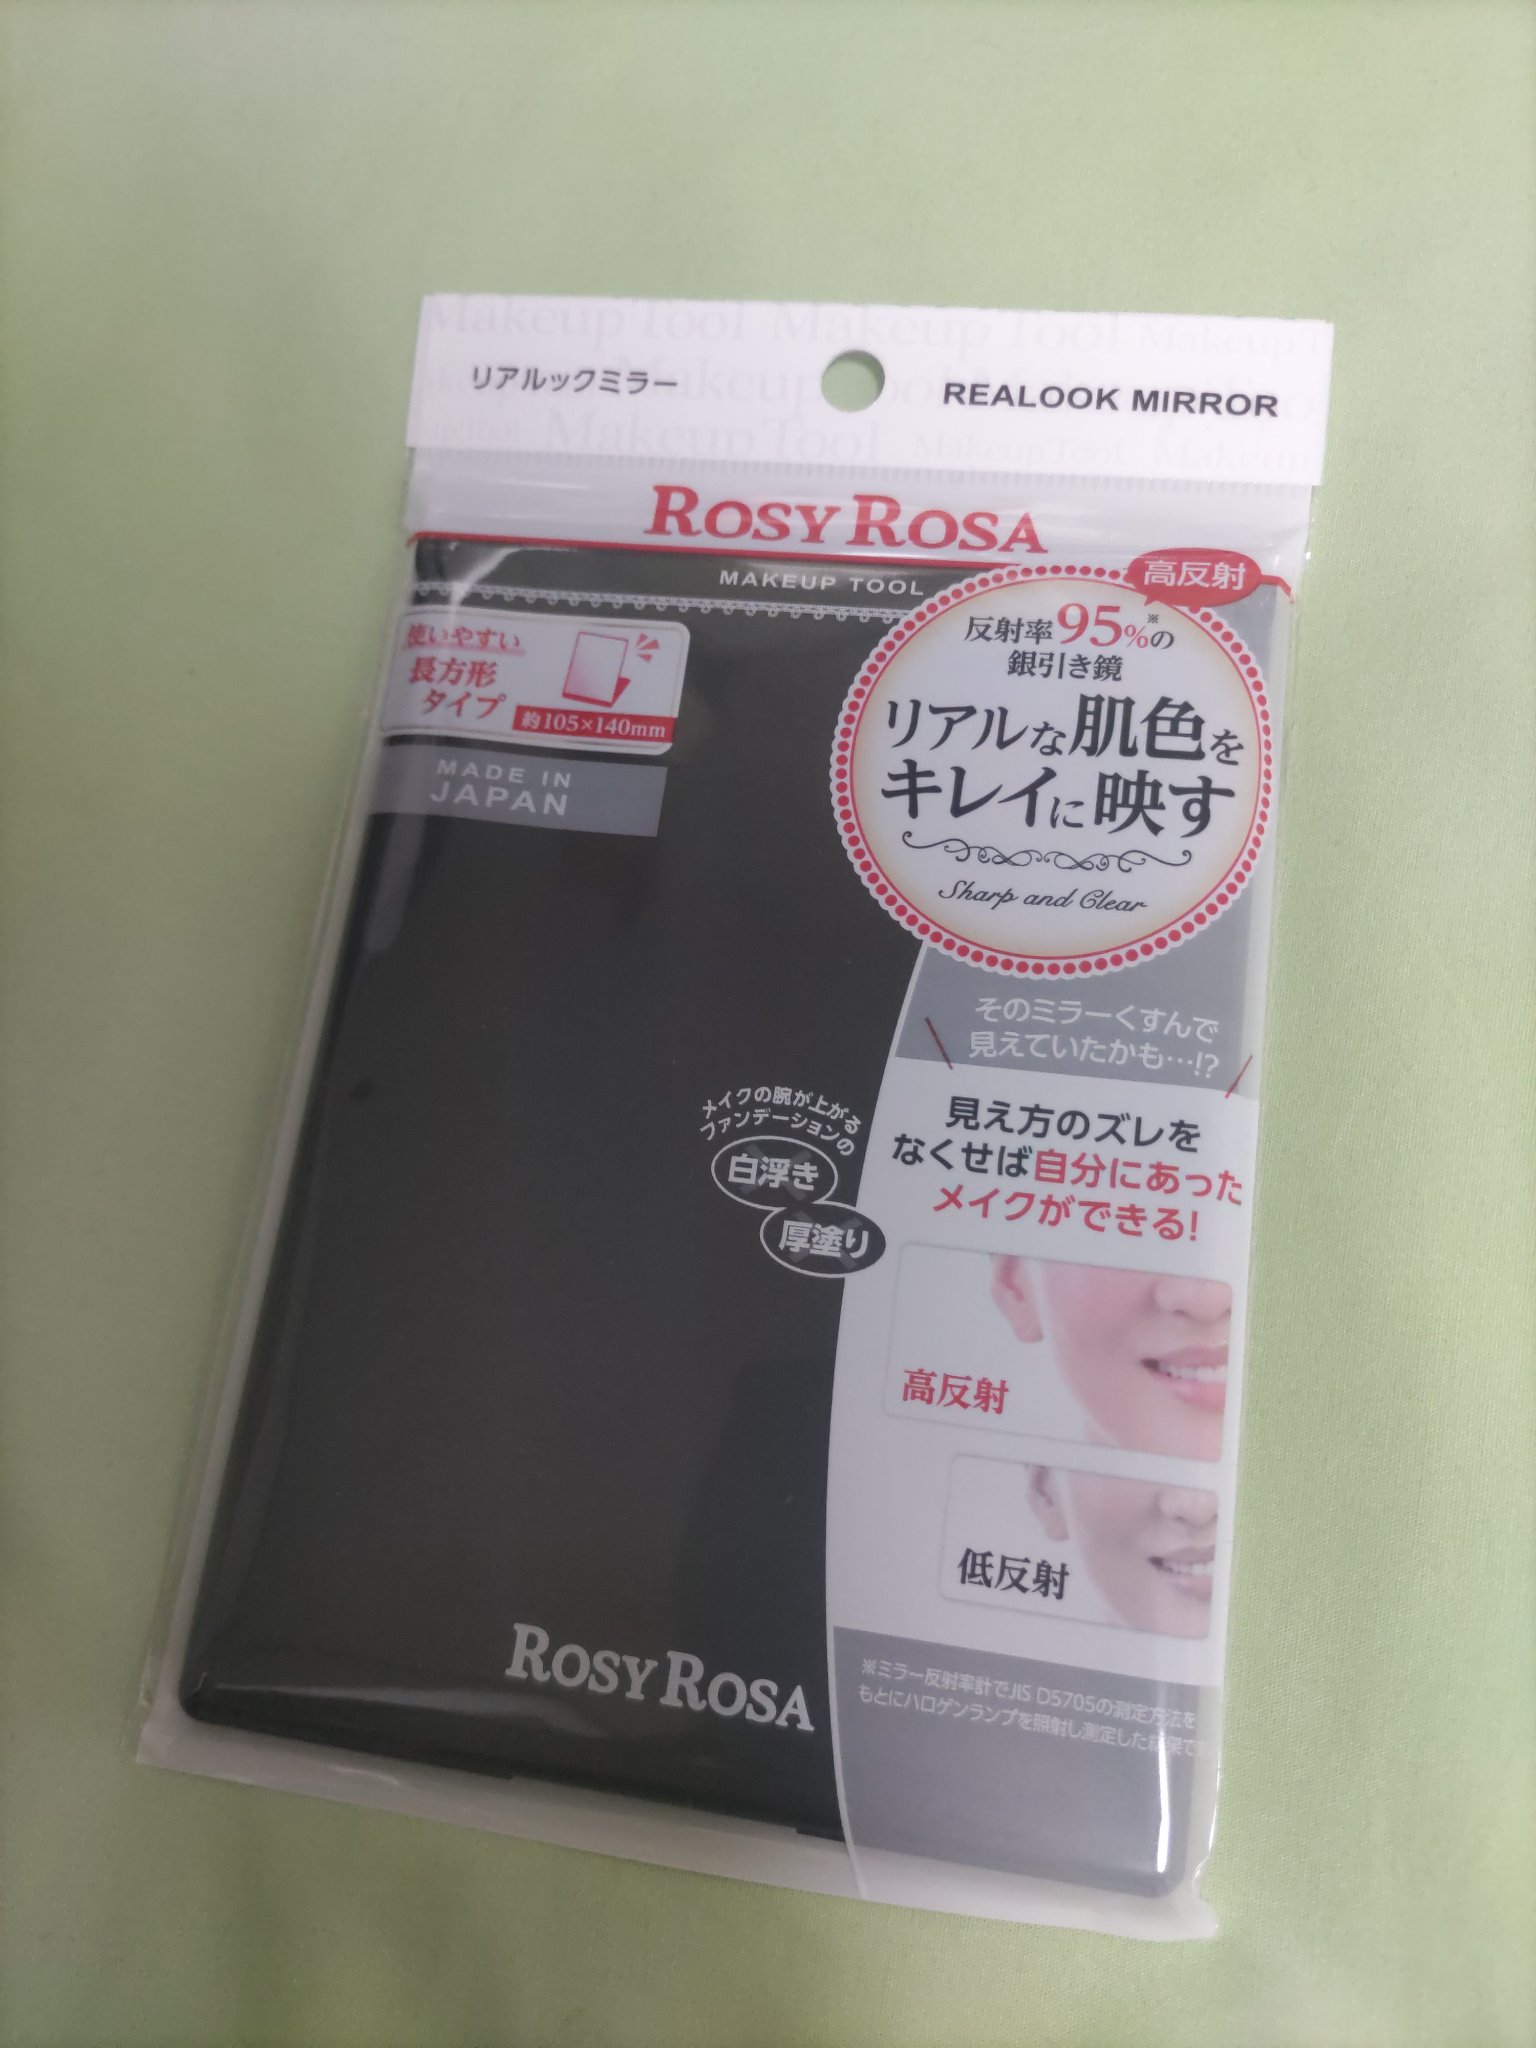 リアルックミラー
REALOOK MIRROR
ROSY ROSA
MAKEUP TOOL
高反射
反射率95%※の
銀引き鏡
リアルな肌色を
キレイに映す
Sharp and Clear
使いやすい
長方形
タイプ
約105×140mm
MADE IN
JAPAN
そのミラーくすんで
見えていたかも…!?
見え方のズレを
なくせば自分にあった
メイクができる!
メイクの腕が上がる
ファンデーションの
白浮き
厚塗り
高反射
低反射
ROSY ROSA
※ミラー反射率計でJIS D5705の測定方法を
もとにハロゲンランプを照射し測定した結果で